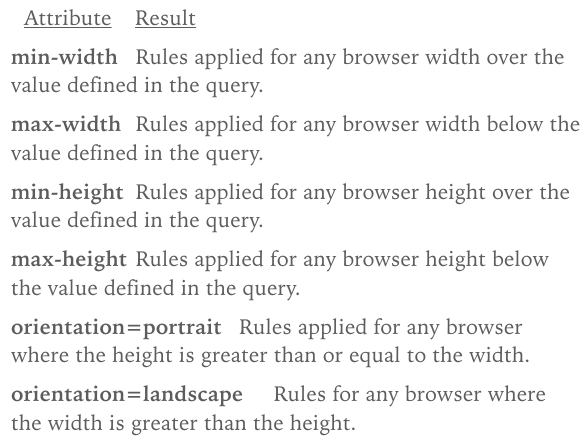 Attribute Result
min-width Rules applied for any browser width over the
value defined in the query.
max-width Rules applied for any browser width below the
value defined in the query.
min-height Rules applied for any browser height over the
value defined in the query.
max-height Rules applied for any browser height below
the value defined in the query.
orientation=portrait Rules applied for any browser
where the height is greater than or equal to the width.
orientation=landscape Rules for any browser where
the width is greater than the height.